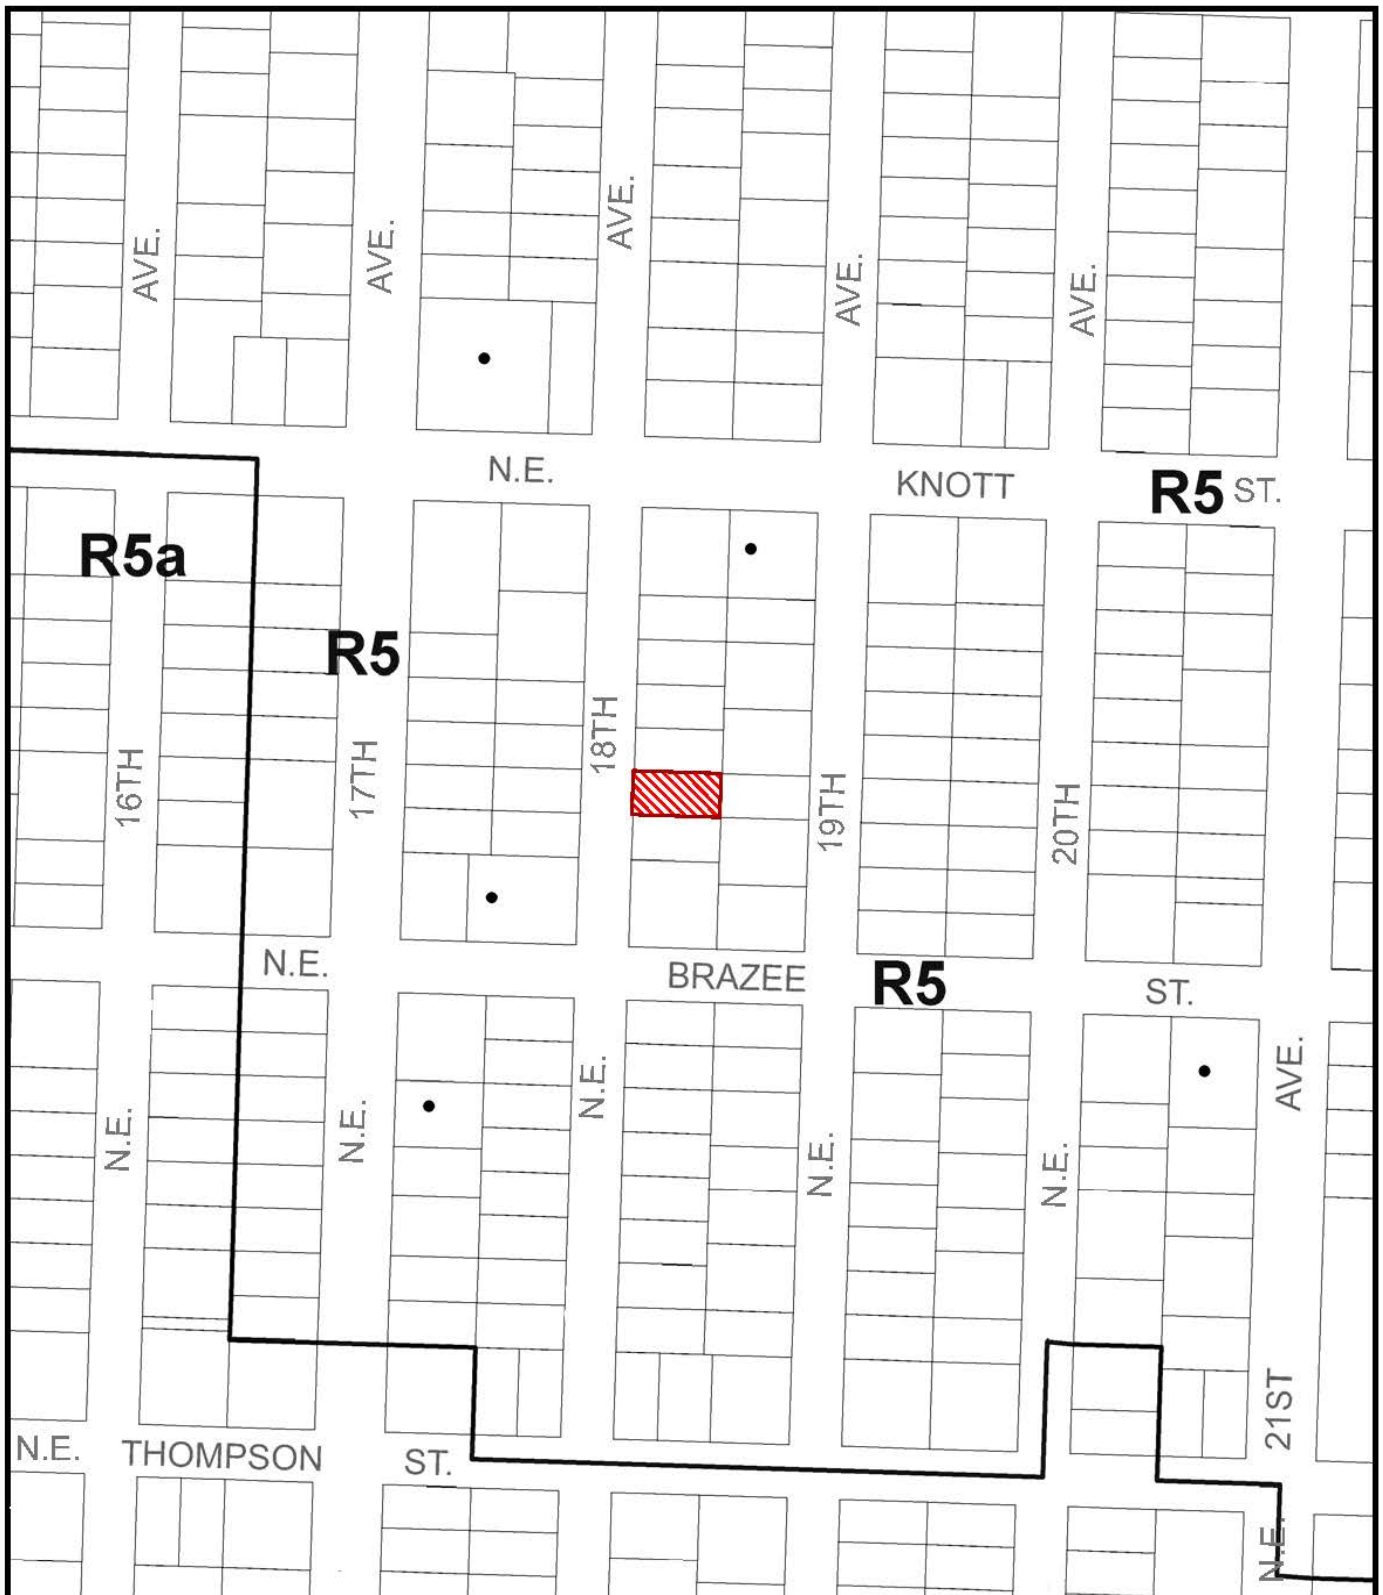 AVE.
AVE.
AVE.
AVE.
AVE.
N.E.
KNOTT
R5
ST.
R5a
R5
16TH
17TH
18TH
19TH
20TH
N.E.
BRAZEE
R5
ST.
N.E.
N.E.
N.E.
N.E.
N.E.
AVE.
21ST
N.E.
N.E.
THOMPSON
ST.